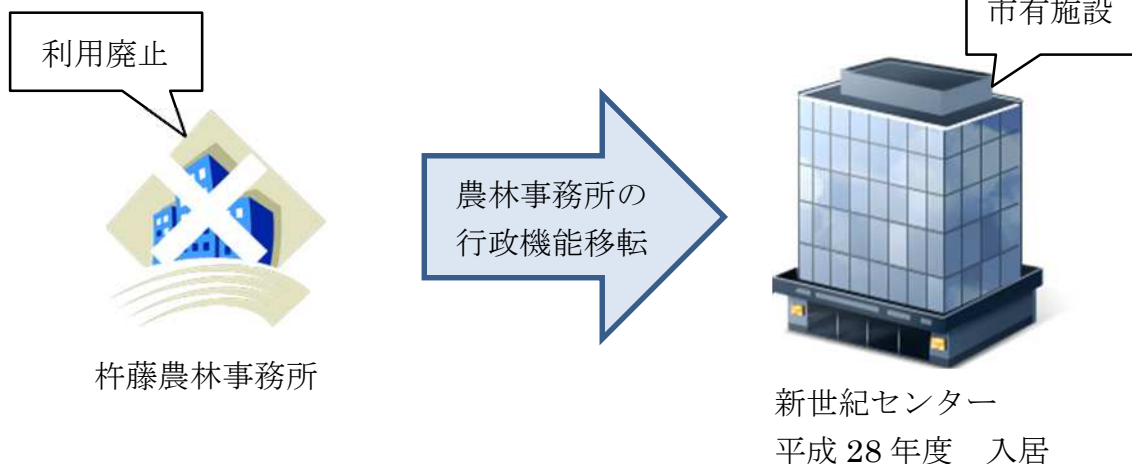 市有施設
利用廃止
農林事務所の
行政機能移転
杵藤農林事務所
新世紀センター
平成 28 年度　入居